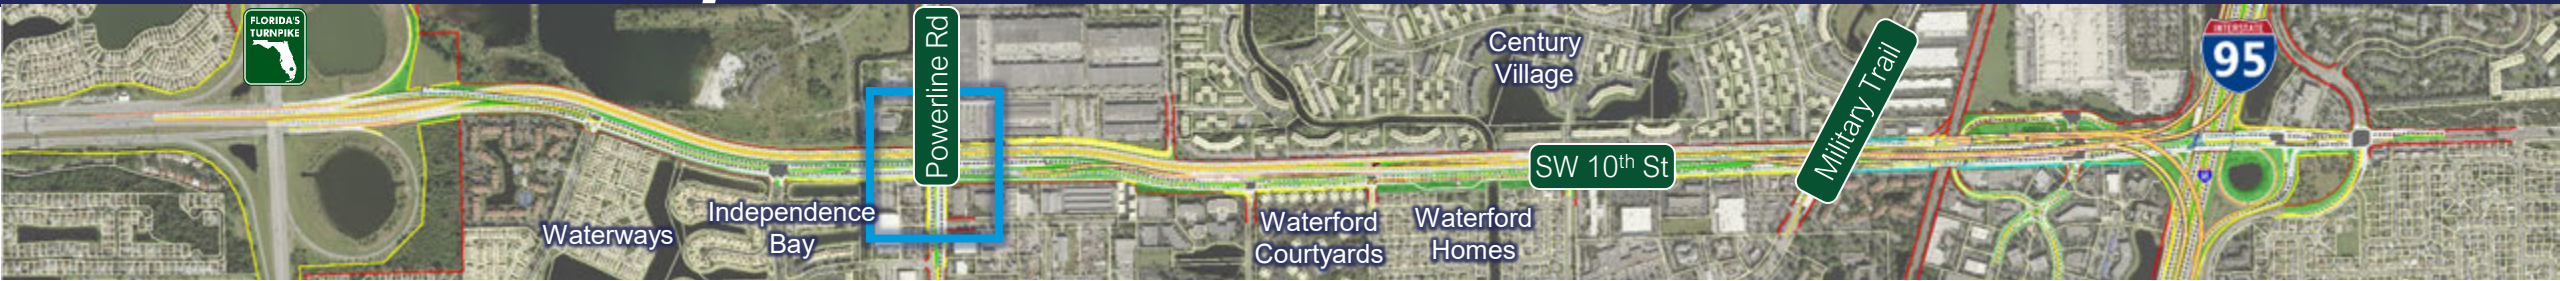 FLORIDA'S
TURNPIKE
Powerline Rd
Century
Village
Military Trail
INTERSTATE
95
SW 10th St
Independence
Bay
Waterways
Waterford
Courtyards
Waterford
Homes